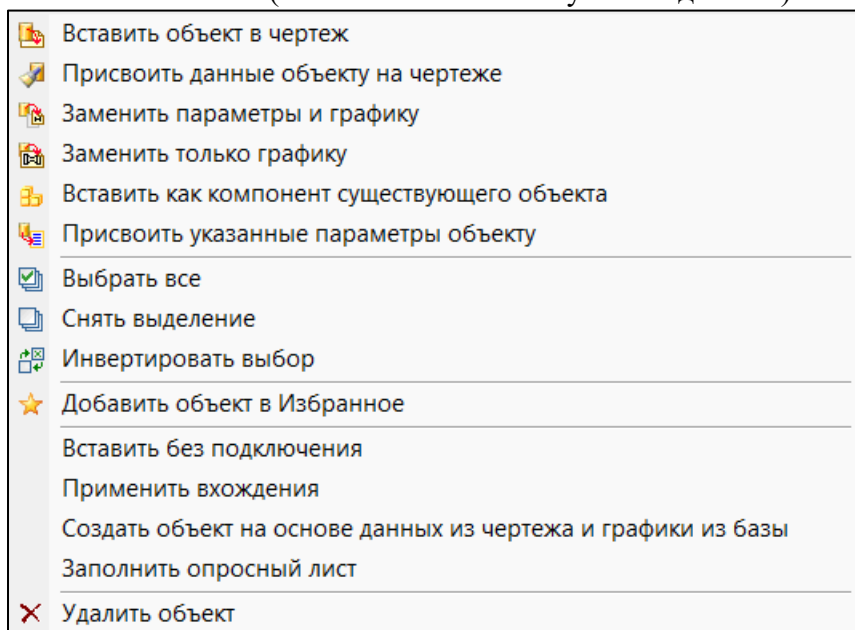 Вставить объект в чертеж
Присвоить данные объекту на чертеже
Заменить параметры и графику
Заменить только графику
Вставить как компонент существующего объекта
Присвоить указанные параметры объекту
Выбрать все
Снять выделение
Инвертировать выбор
Добавить объект в Избранное
Вставить без подключения
Применить вхождения
Создать объект на основе данных из чертежа и графики из базы
Заполнить опросный лист
Удалить объект